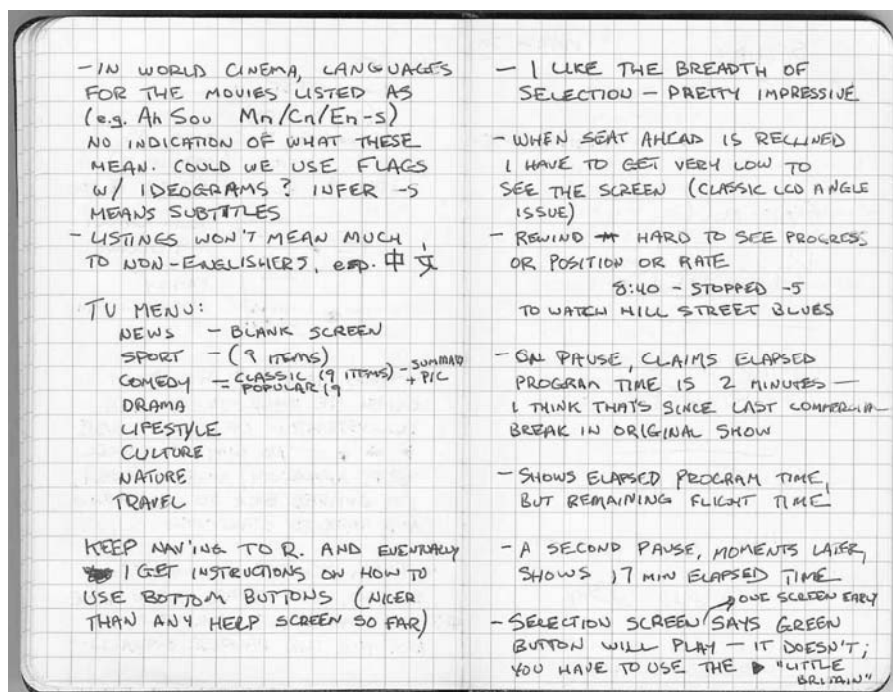 - IN WORLD CINEMA, LANGUAGES
FOR THE MOVIES LISTED AS
(e.g. Ah Sou Mn/Cn/En-s)
NO INDICATION OF WHAT THESE
MEAN. COULD WE USE FLAGS
W/ IDEOGRAMS? INFER -S
MEANS SUBTITLES
- LISTINGS WON'T MEAN MUCH
TO NON-ENGLISHERS, esp. 中文
TV MENU:
NEWS - BLANK SCREEN
SPORT - (9 ITEMS)
COMEDY = CLASSIC (9 ITEMS) - SUMMARY
POPULAR (9 + PIC
DRAMA
LIFESTYLE
CULTURE
NATURE
TRAVEL
KEEP NAV'ING TO R. AND EVENTUALLY
I GET INSTRUCTIONS ON HOW TO
USE BOTTOM BUTTONS (NICER
THAN ANY HELP SCREEN SO FAR)
- I LIKE THE BREADTH OF
SELECTION - PRETTY IMPRESSIVE
- WHEN SEAT AHEAD IS RECLINED
I HAVE TO GET VERY LOW TO
SEE THE SCREEN (CLASSIC LCD ANGLE
ISSUE)
- REWIND HARD TO SEE PROGRESS
OR POSITION OR RATE
8:40 - STOPPED -5
TO WATCH HILL STREET BLUES
- ON PAUSE, CLAIMS ELAPSED
PROGRAM TIME IS 2 MINUTES —
I THINK THAT'S SINCE LAST COMMERCIAL
BREAK IN ORIGINAL SHOW
- SHOWS ELAPSED PROGRAM TIME,
BUT REMAINING FLIGHT TIME
- A SECOND PAUSE, MOMENTS LATER,
SHOWS 17 MIN ELAPSED TIME
→ ONE SCREEN EARLY
- SELECTION SCREEN SAYS GREEN
BUTTON WILL PLAY - IT DOESN'T;
YOU HAVE TO USE THE ▶ "LITTLE
BRITAIN"